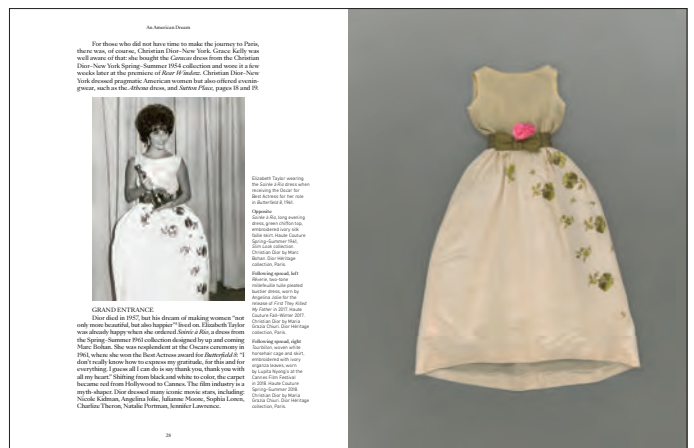 An American Dream
For those who did not have time to make the journey to Paris,
there was, of course, Christian Dior–New York. Grace Kelly was
well aware of that: she bought the Caracas dress from the Christian
Dior–New York Spring–Summer 1954 collection and wore it a few
weeks later at the premiere of Rear Window. Christian Dior–New
York dressed pragmatic American women but also offered evenin-
gwear, such as the Athena dress, and Sutton Place, pages 18 and 19.
Elizabeth Taylor wearing
the Soirée à Rio dress when
receiving the Oscar for
Best Actress for her role
in Butterfield 8, 1961.
Opposite
Soirée à Rio, long evening
dress, green chiffon top,
embroidered ivory silk
faille skirt. Haute Couture
Spring–Summer 1961,
Slim Look collection.
Christian Dior by Marc
Bohan. Dior Héritage
collection, Paris.
Following spread, left
Rêverie, two-tone
millefeuille tulle pleated
bustier dress, worn by
Angelina Jolie for the
release of First They Killed
My Father in 2017. Haute
Couture Fall–Winter 2017.
Christian Dior by Maria
Grazia Chiuri. Dior Héritage
collection, Paris.
Following spread, right
Tourbillon, woven white
horsehair cage and skirt,
embroidered with ivory
organza leaves, worn
by Lupita Nyong'o at the
Cannes Film Festival
in 2018. Haute Couture
Spring–Summer 2018.
Christian Dior by Maria
Grazia Chiuri. Dior Héritage
collection, Paris.
GRAND ENTRANCE
Dior died in 1957, but his dream of making women "not
only more beautiful, but also happier" lived on. Elizabeth Taylor
was already happy when she ordered Soirée à Rio, a dress from
the Spring–Summer 1961 collection designed by up and coming
Marc Bohan. She was resplendent at the Oscars ceremony in
1961, where she won the Best Actress award for Butterfield 8: "I
don't really know how to express my gratitude, for this and for
everything. I guess all I can do is say thank you, thank you with
all my heart." Shifting from black and white to color, the carpet
became red from Hollywood to Cannes. The film industry is a
myth-shaper. Dior dressed many iconic movie stars, including:
Nicole Kidman, Angelina Jolie, Julianne Moore, Sophia Loren,
Charlize Theron, Natalie Portman, Jennifer Lawrence.